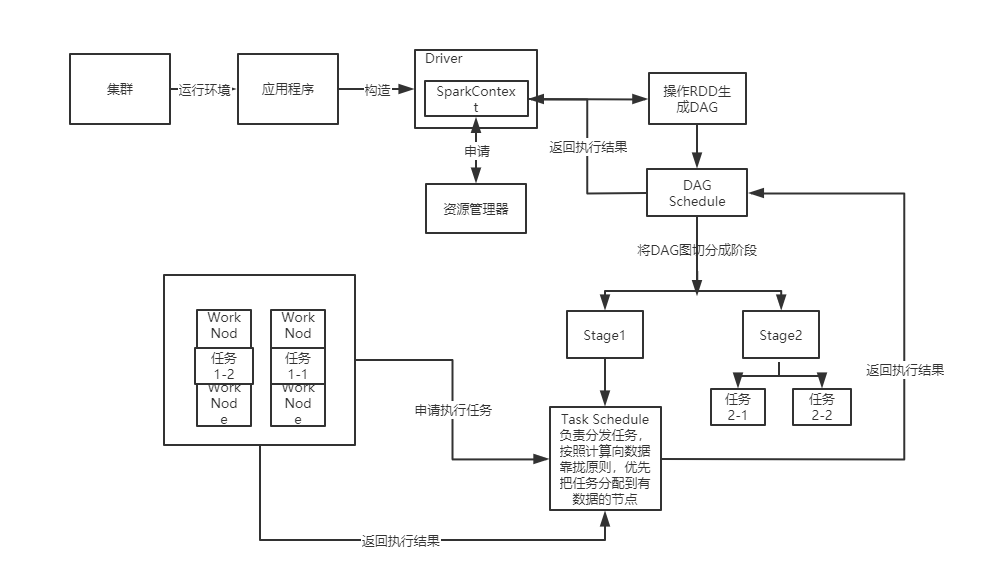 集群
运行环境
应用程序
构造
Driver
SparkContex
t
操作RDD生
成DAG
返回执行结果
申请
资源管理器
DAG
Schedule
将DAG图切分成阶段
Work
Nod
Work
Nod
任务
1-2
任务
1-1
Work
Nod
e
Work
Nod
e
Stage1
Stage2
返回执行结果
任务
2-1
任务
2-2
申请执行任务
Task Schedule
负责分发任务，
按照计算向数据
靠拢原则，优先
把任务分配到有
数据的节点
返回执行结果